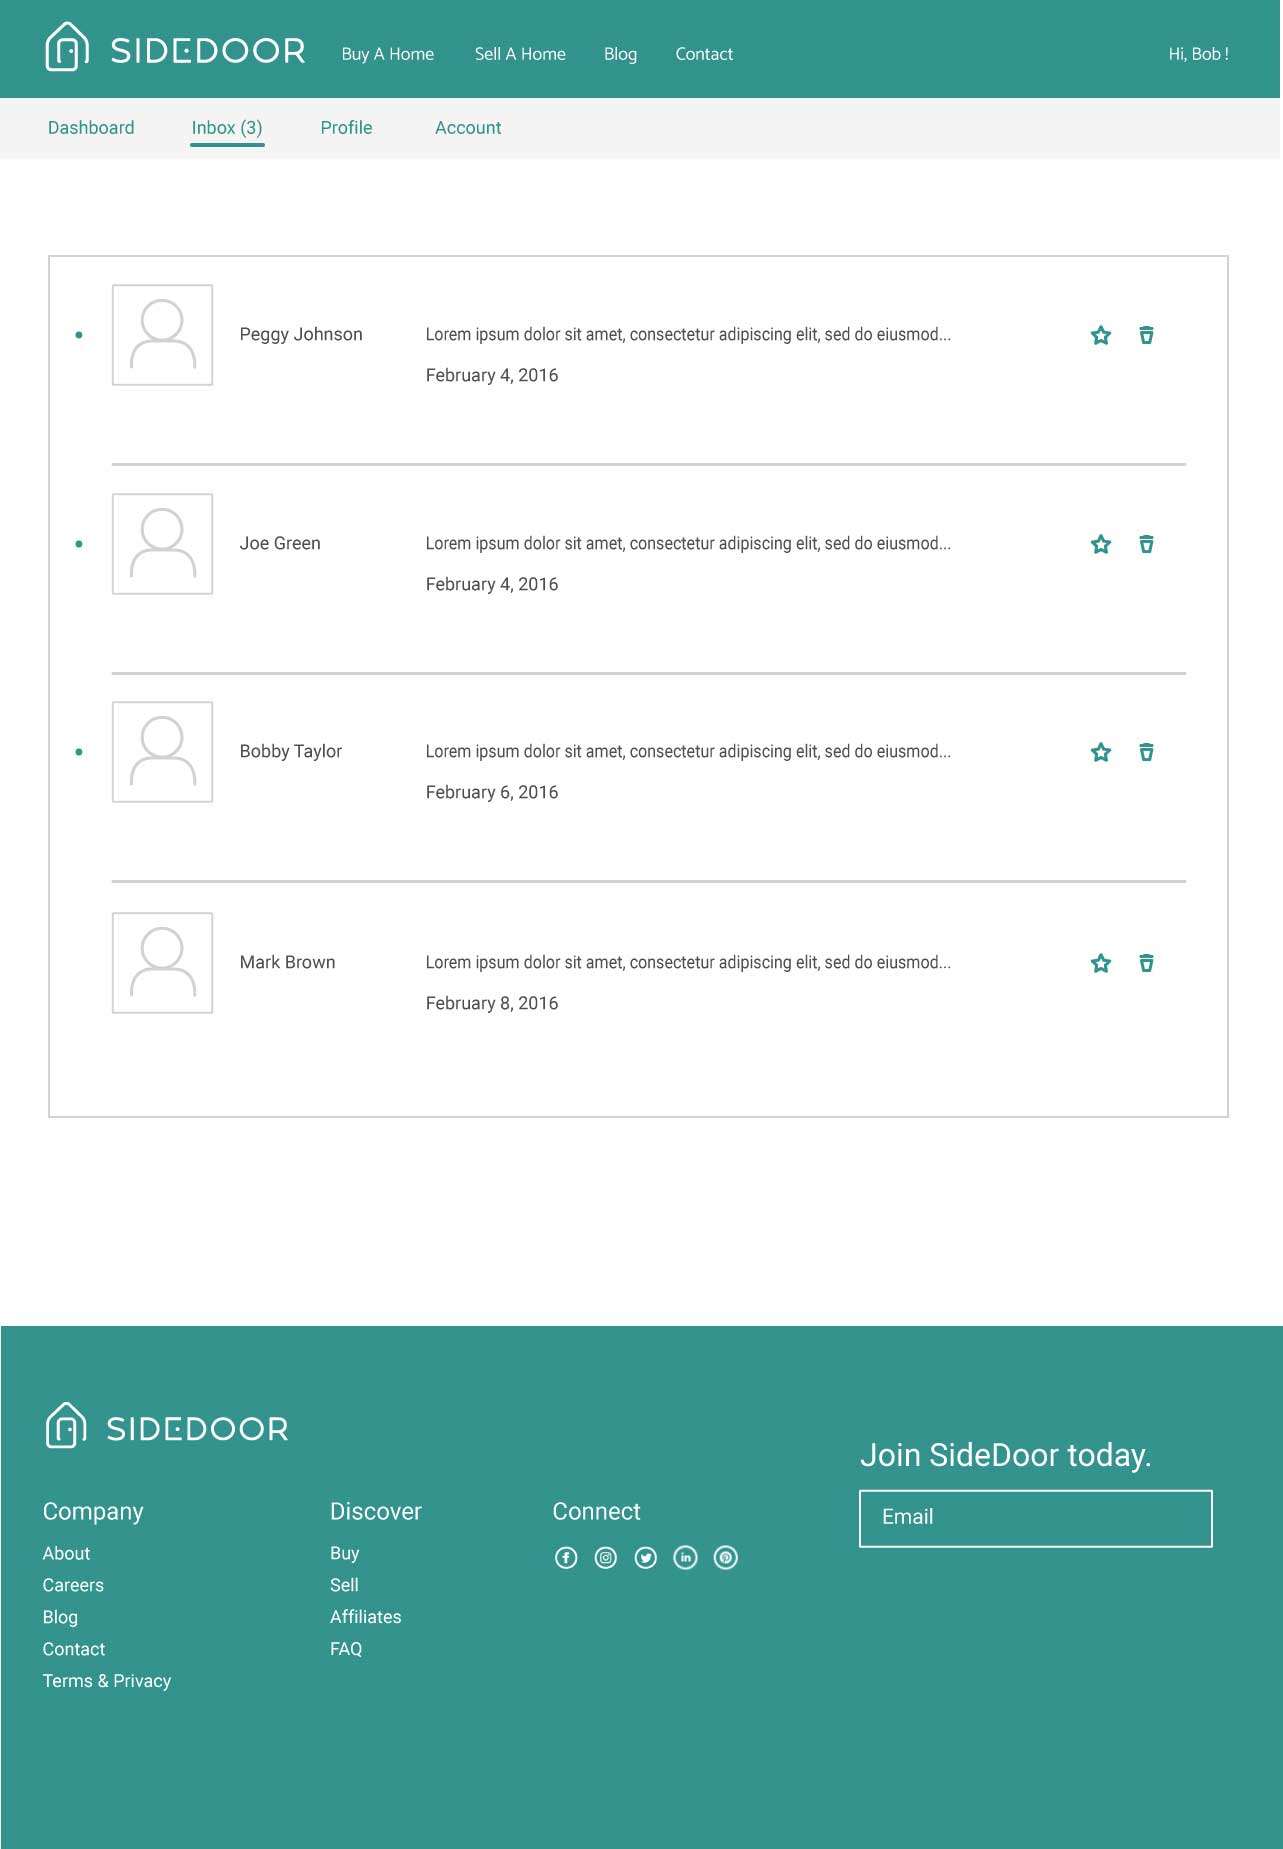 SIDEDOOR
Buy A Home
Sell A Home
Blog
Contact
Hi, Bob !
Dashboard
Inbox (3)
Profile
Account
Peggy Johnson
Lorem ipsum dolor sit amet, consectetur adipiscing elit, sed do eiusmod...
February 4, 2016
Joe Green
Lorem ipsum dolor sit amet, consectetur adipiscing elit, sed do eiusmod...
February 4, 2016
Bobby Taylor
Lorem ipsum dolor sit amet, consectetur adipiscing elit, sed do eiusmod...
February 6, 2016
Mark Brown
Lorem ipsum dolor sit amet, consectetur adipiscing elit, sed do eiusmod...
February 8, 2016
SIDEDOOR
Company
About
Careers
Blog
Contact
Terms & Privacy
Discover
Buy
Sell
Affiliates
FAQ
Connect
Join SideDoor today.
Email